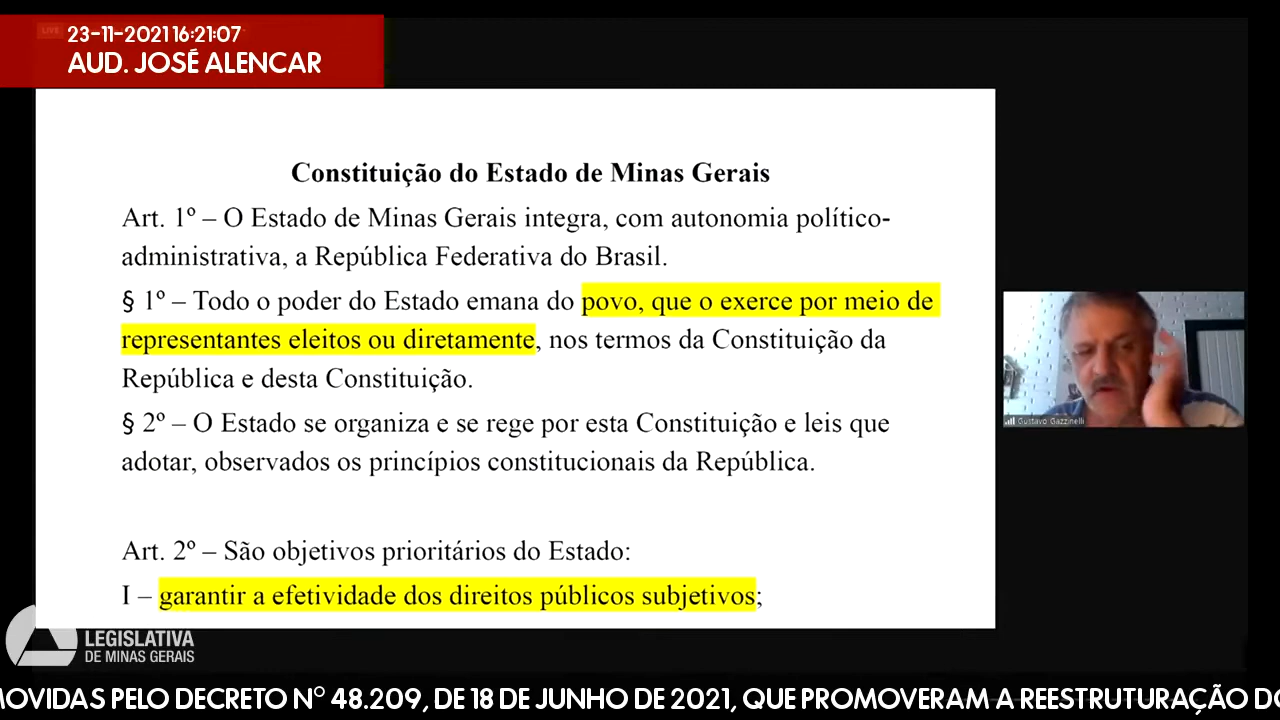 LIVE
23-11-2021 16:21:07
AUD. JOSÉ ALENCAR
Constituição do Estado de Minas Gerais
Art. 1º – O Estado de Minas Gerais integra, com autonomia político-
administrativa, a República Federativa do Brasil.
§ 1º – Todo o poder do Estado emana do povo, que o exerce por meio de
representantes eleitos ou diretamente, nos termos da Constituição da
República e desta Constituição.
§ 2º – O Estado se organiza e se rege por esta Constituição e leis que
adotar, observados os princípios constitucionais da República.
Art. 2º – São objetivos prioritários do Estado:
I – garantir a efetividade dos direitos públicos subjetivos;
Gustavo Gazzinelli
LEGISLATIVA
DE MINAS GERAIS
MOVIDAS PELO DECRETO Nº 48.209, DE 18 DE JUNHO DE 2021, QUE PROMOVERAM A REESTRUTURAÇÃO DO